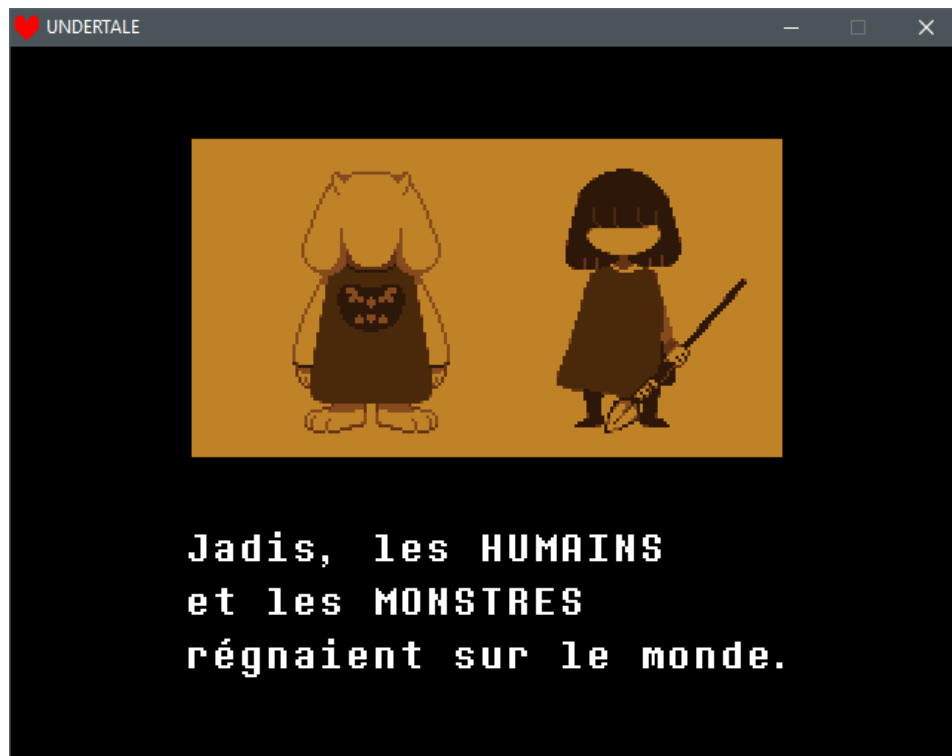 UNDERTALE
Jadis, les HUMAINS
et les MONSTRES
régnaient sur le monde.